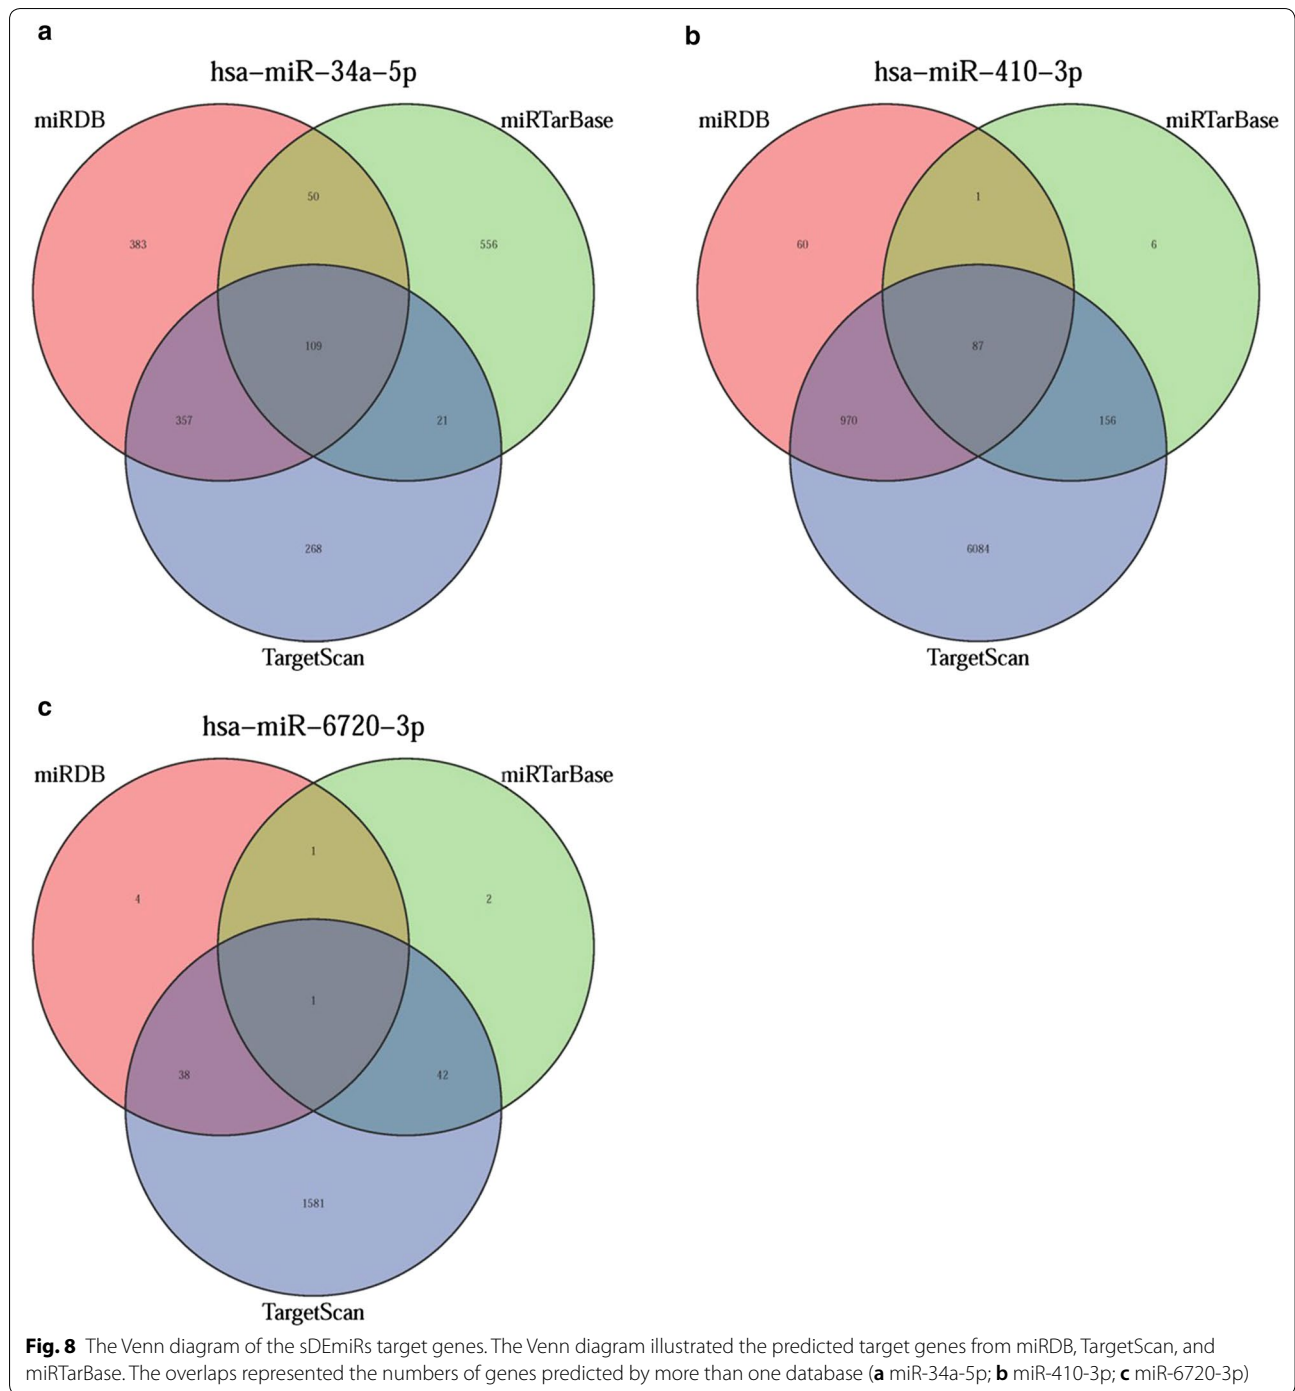 a
hsa–miR–34a–5p
miRDB
miRTarBase
50
383
556
109
357
21
268
TargetScan
b
hsa–miR–410–3p
miRDB
miRTarBase
1
60
6
87
970
156
6084
TargetScan
c
hsa–miR–6720–3p
miRDB
miRTarBase
1
4
2
1
38
42
1581
TargetScan
Fig. 8 The Venn diagram of the sDEmiRs target genes. The Venn diagram illustrated the predicted target genes from miRDB, TargetScan, and
miRTarBase. The overlaps represented the numbers of genes predicted by more than one database (a miR-34a-5p; b miR-410-3p; c miR-6720-3p)